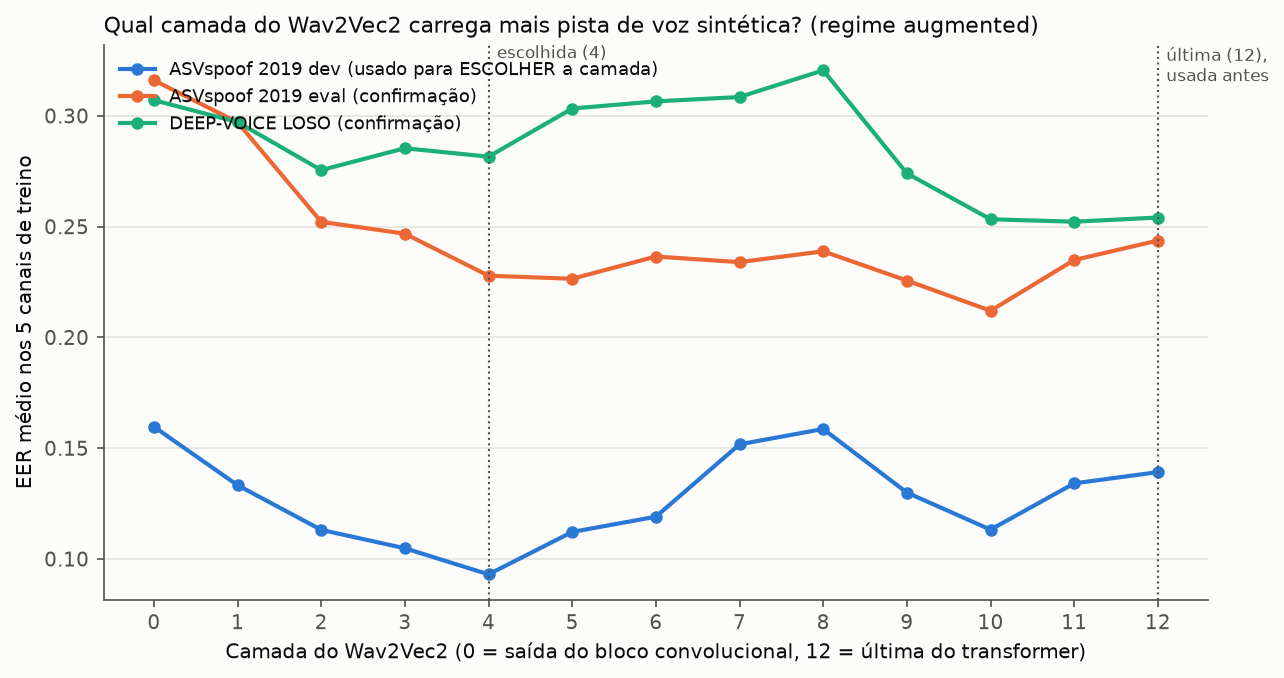 Qual camada do Wav2Vec2 carrega mais pista de voz sintética? (regime augmented)
escolhida (4)
última (12),
usada antes
ASVspoof 2019 dev (usado para ESCOLHER a camada)
ASVspoof 2019 eval (confirmação)
DEEP-VOICE LOSO (confirmação)
EER médio nos 5 canais de treino
0.30
0.25
0.20
0.15
0.10
0 1 2 3 4 5 6 7 8 9 10 11 12
Camada do Wav2Vec2 (0 = saída do bloco convolucional, 12 = última do transformer)